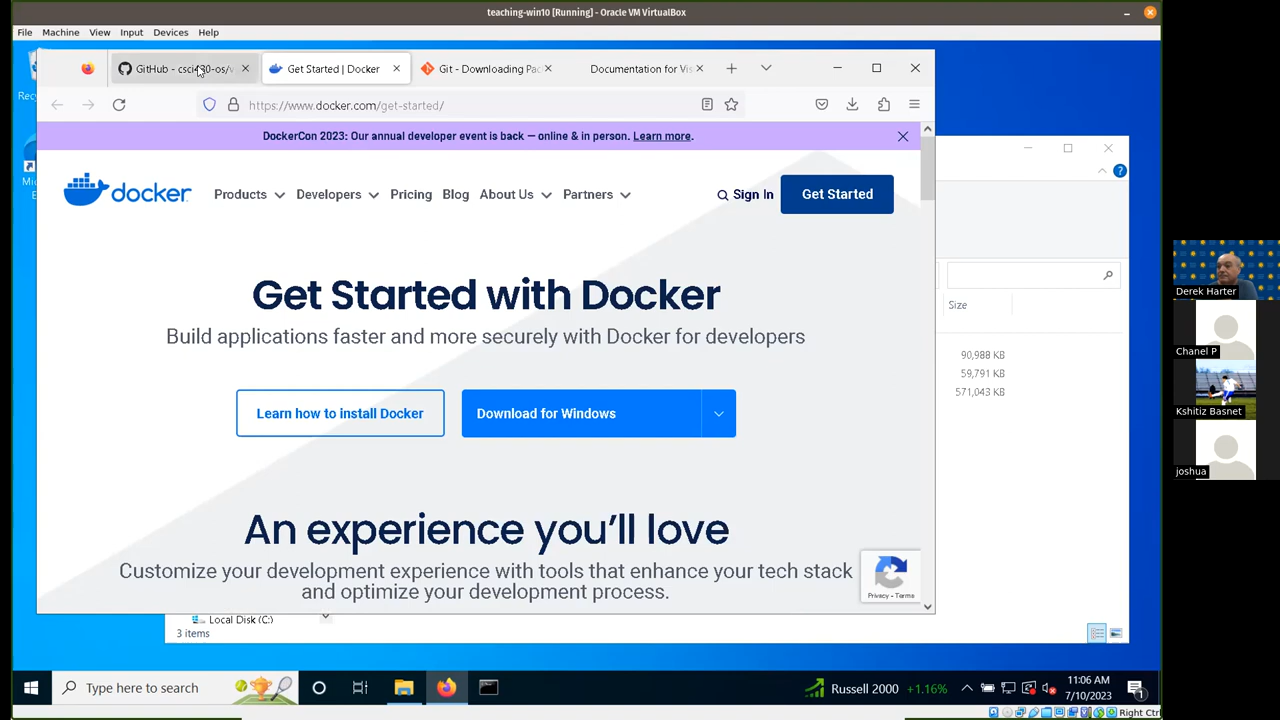 teaching-win10 [Running] - Oracle VM VirtualBox
File Machine View Input Devices Help
GitHub - csci430-os/v
Get Started | Docker
Git - Downloading Pac
Documentation for Vis
https://www.docker.com/get-started/
DockerCon 2023: Our annual developer event is back — online & in person. Learn more.
docker
Products
Developers
Pricing
Blog
About Us
Partners
Sign In
Get Started
Get Started with Docker
Build applications faster and more securely with Docker for developers
Learn how to install Docker
Download for Windows
An experience you'll love
Customize your development experience with tools that enhance your tech stack
and optimize your development process.
Privacy - Terms
Size
90,988 KB
59,791 KB
571,043 KB
Local Disk (C:)
3 items
Derek Harter
Chanel P
Kshitiz Basnet
joshua
Type here to search
Russell 2000 +1.16%
11:06 AM
7/10/2023
1
Right Ctrl